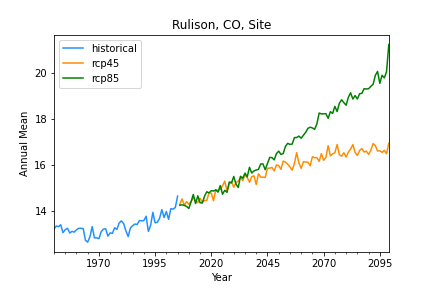 Rulison, CO, Site
historical
rcp45
rcp85
Annual Mean
20
18
16
14
1970
1995
2020
2045
2070
2095
Year